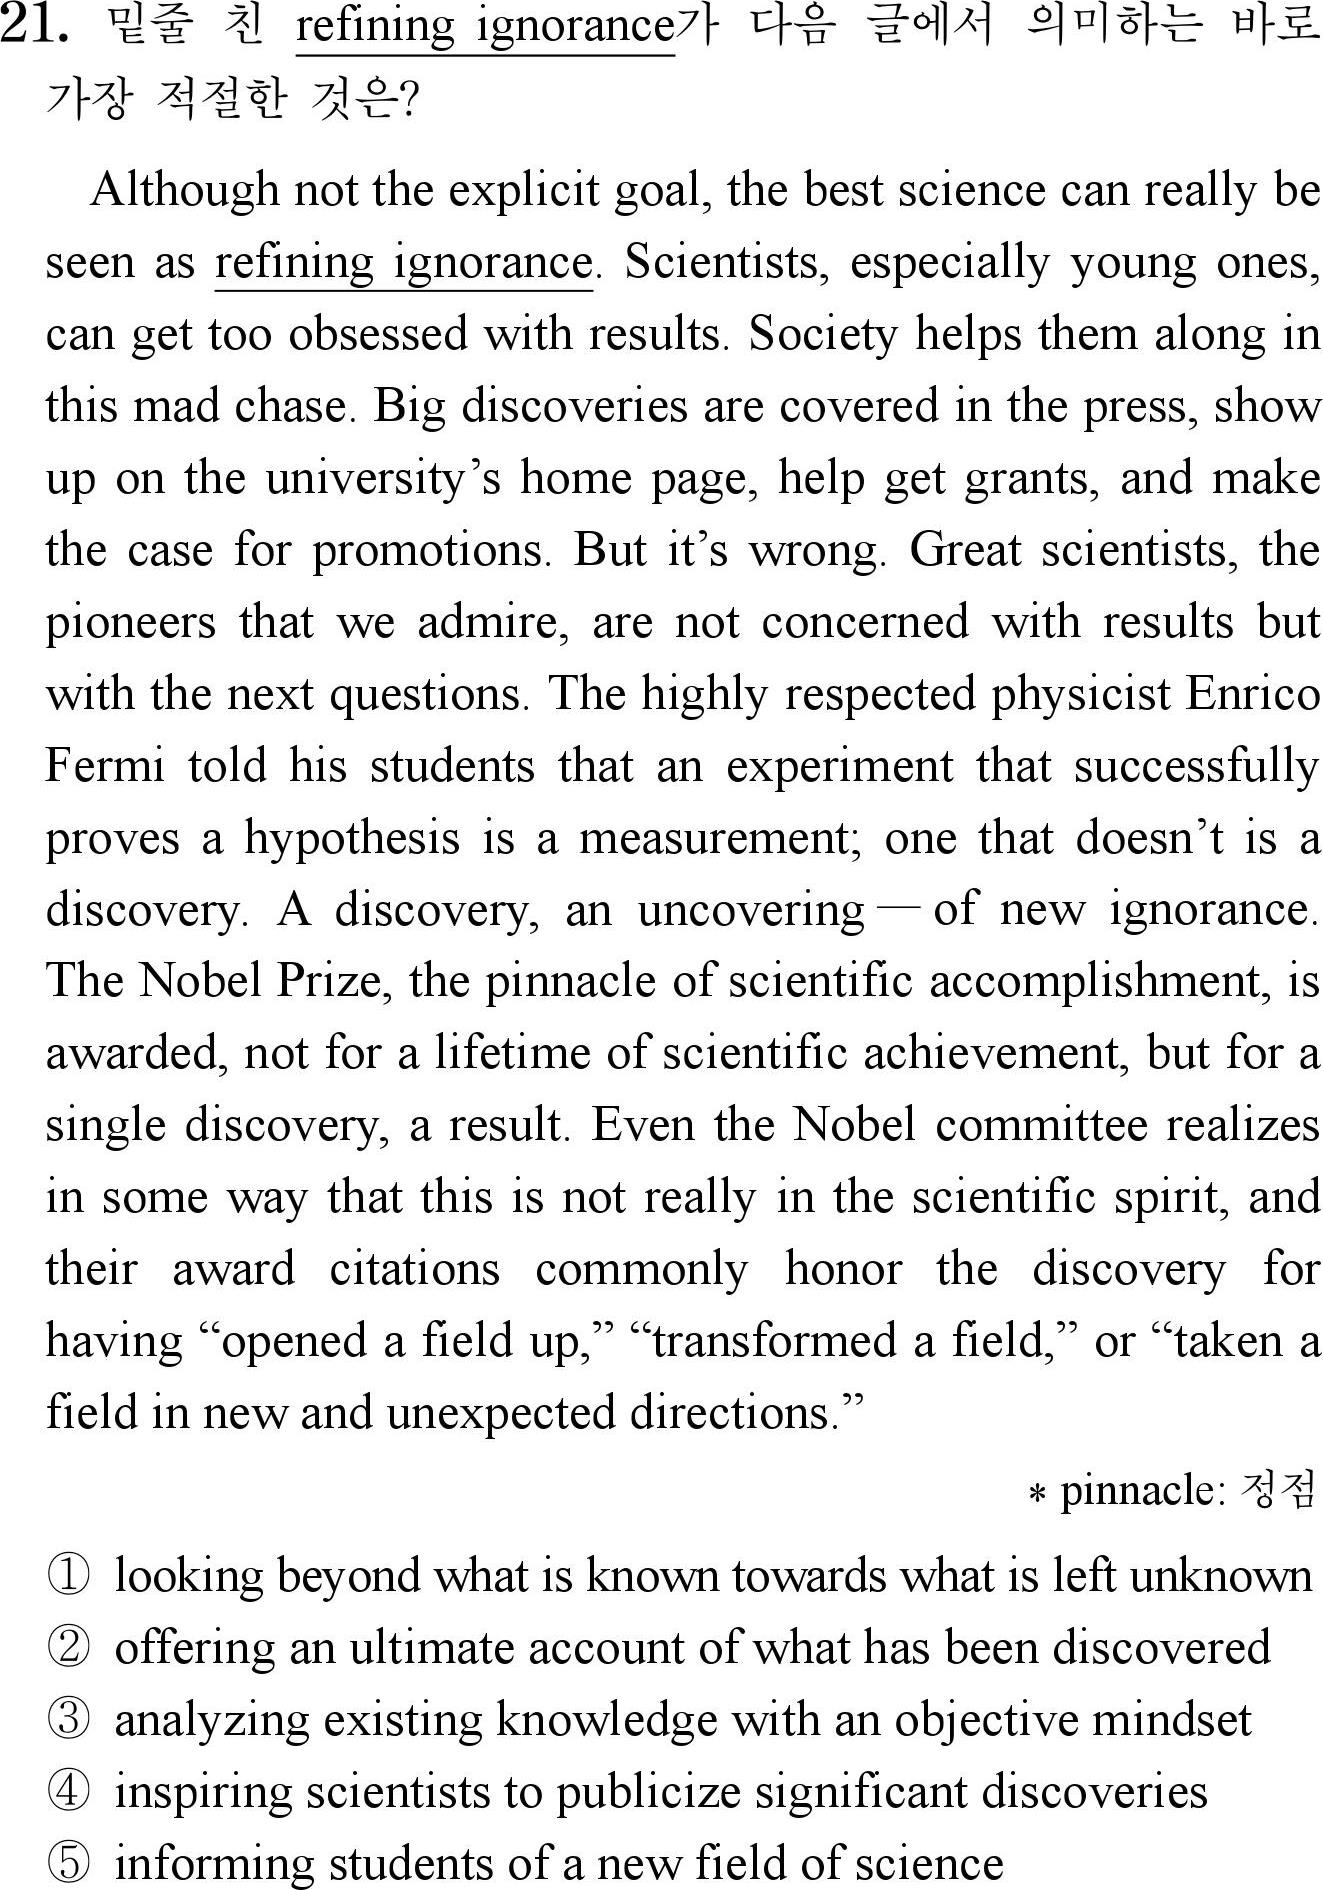 21. 밑줄 친 refining ignorance가 다음 글에서 의미하는 바로
가장 적절한 것은?
Although not the explicit goal, the best science can really be
seen as refining ignorance. Scientists, especially young ones,
can get too obsessed with results. Society helps them along in
this mad chase. Big discoveries are covered in the press, show
up on the university’s home page, help get grants, and make
the case for promotions. But it’s wrong. Great scientists, the
pioneers that we admire, are not concerned with results but
with the next questions. The highly respected physicist Enrico
Fermi told his students that an experiment that successfully
proves a hypothesis is a measurement; one that doesn’t is a
discovery. A discovery, an uncovering — of new ignorance.
The Nobel Prize, the pinnacle of scientific accomplishment, is
awarded, not for a lifetime of scientific achievement, but for a
single discovery, a result. Even the Nobel committee realizes
in some way that this is not really in the scientific spirit, and
their award citations commonly honor the discovery for
having “opened a field up,” “transformed a field,” or “taken a
field in new and unexpected directions.”
* pinnacle: 정점
① looking beyond what is known towards what is left unknown
② offering an ultimate account of what has been discovered
③ analyzing existing knowledge with an objective mindset
④ inspiring scientists to publicize significant discoveries
⑤ informing students of a new field of science